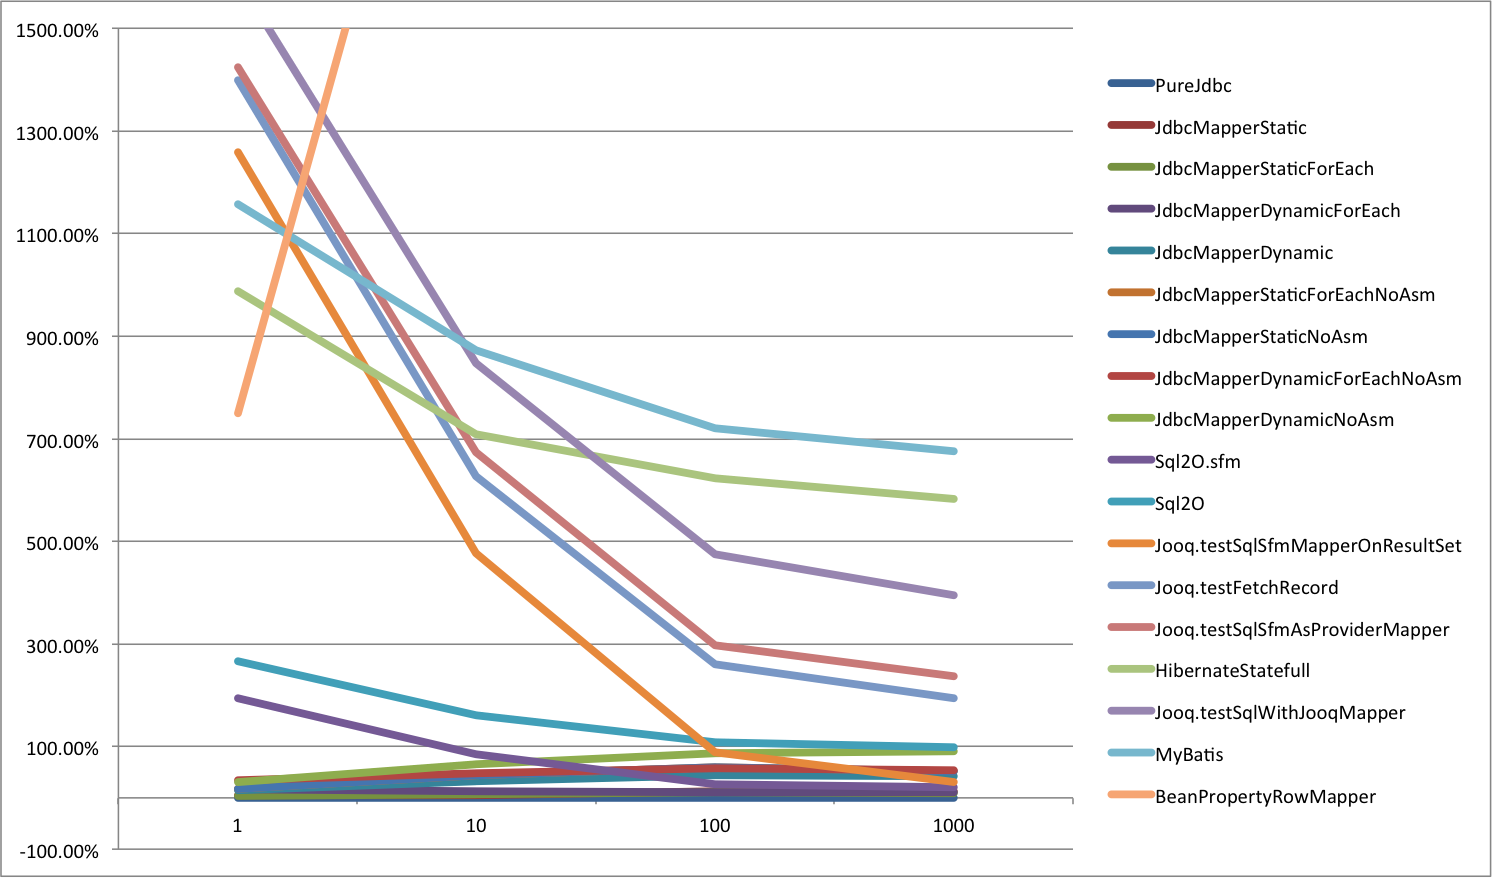 1500.00%
1300.00%
1100.00%
900.00%
700.00%
500.00%
300.00%
100.00%
-100.00%
1 10 100 1000
PureJdbc
JdbcMapperStatic
JdbcMapperStaticForEach
JdbcMapperDynamicForEach
JdbcMapperDynamic
JdbcMapperStaticForEachNoAsm
JdbcMapperStaticNoAsm
JdbcMapperDynamicForEachNoAsm
JdbcMapperDynamicNoAsm
Sql2O.sfm
Sql2O
Jooq.testSqlSfmMapperOnResultSet
Jooq.testFetchRecord
Jooq.testSqlSfmAsProviderMapper
HibernateStatefull
Jooq.testSqlWithJooqMapper
MyBatis
BeanPropertyRowMapper